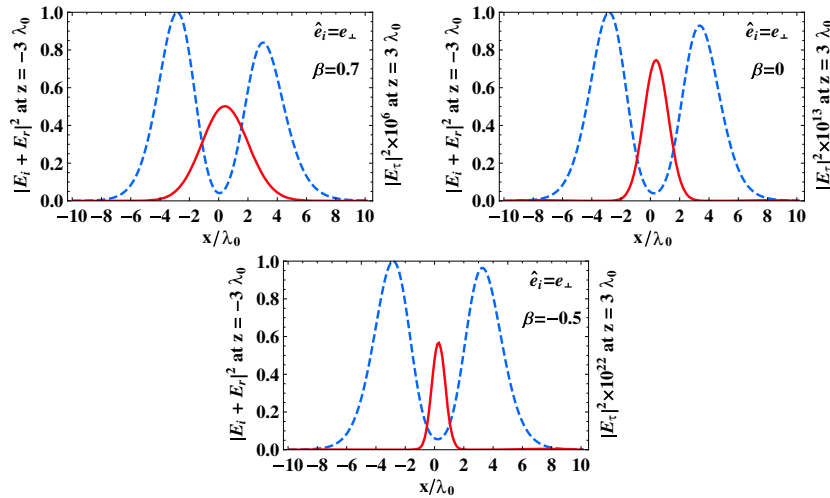 |E_i + E_r|^2 at z = −3 λ_0
1.0
0.8
0.6
0.4
0.2
0.0
ê_i=e_⊥
β=0.7
−10 −8 −6 −4 −2 0 2 4 6 8 10
x/λ_0
|E_τ|^2×10^6 at z = 3 λ_0
|E_i + E_r|^2 at z = −3 λ_0
1.0
0.8
0.6
0.4
0.2
0.0
ê_i=e_⊥
β=0
−10 −8 −6 −4 −2 0 2 4 6 8 10
x/λ_0
|E_τ|^2×10^13 at z = 3 λ_0
|E_i + E_r|^2 at z = −3 λ_0
1.0
0.8
0.6
0.4
0.2
0.0
ê_i=e_⊥
β=−0.5
−10 −8 −6 −4 −2 0 2 4 6 8 10
x/λ_0
|E_τ|^2×10^22 at z = 3 λ_0